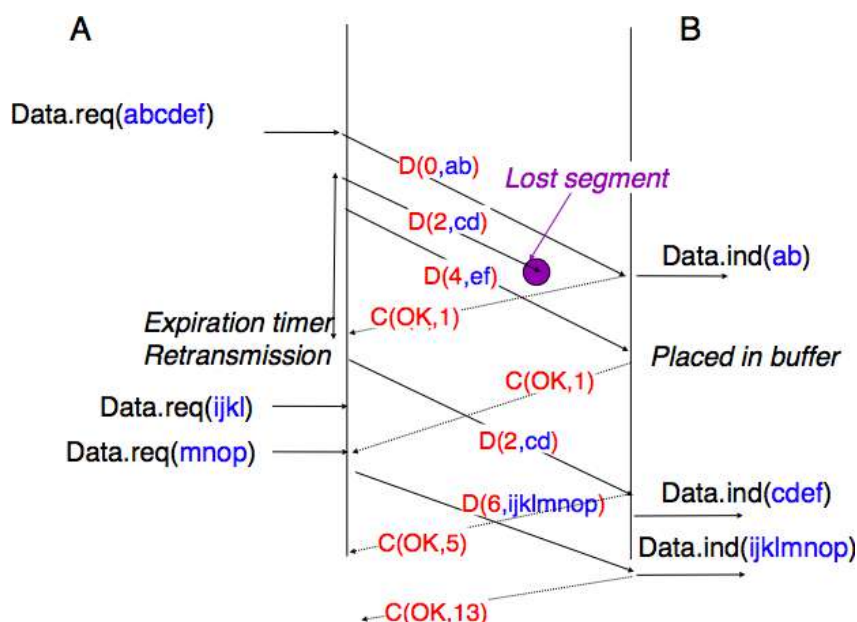 A
B
Data.req(abcdef)
D(0,ab)
Lost segment
D(2,cd)
Data.ind(ab)
D(4,ef)
C(OK,1)
Expiration timer
Retransmission
Placed in buffer
C(OK,1)
Data.req(ijkl)
Data.req(mnop)
D(2,cd)
Data.ind(cdef)
D(6,ijklmnop)
C(OK,5)
Data.ind(ijklmnop)
C(OK,13)